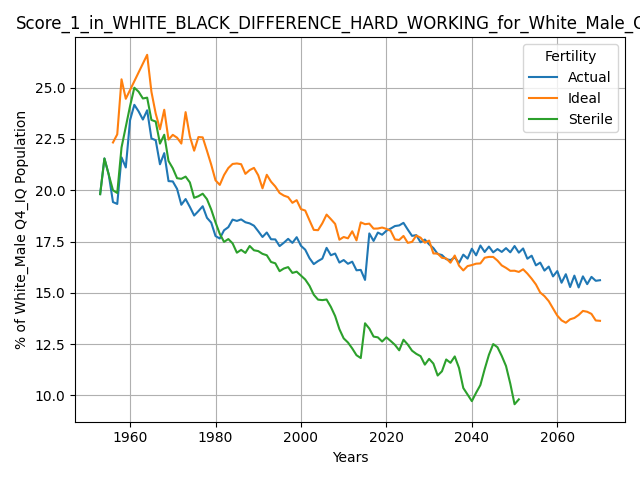 Score_1_in_WHITE_BLACK_DIFFERENCE_HARD_WORKING_for_White_Male_
Fertility
Actual
Ideal
Sterile
% of White_Male Q4_IQ Population
25.0
22.5
20.0
17.5
15.0
12.5
10.0
1960
1980
2000
2020
2040
2060
Years